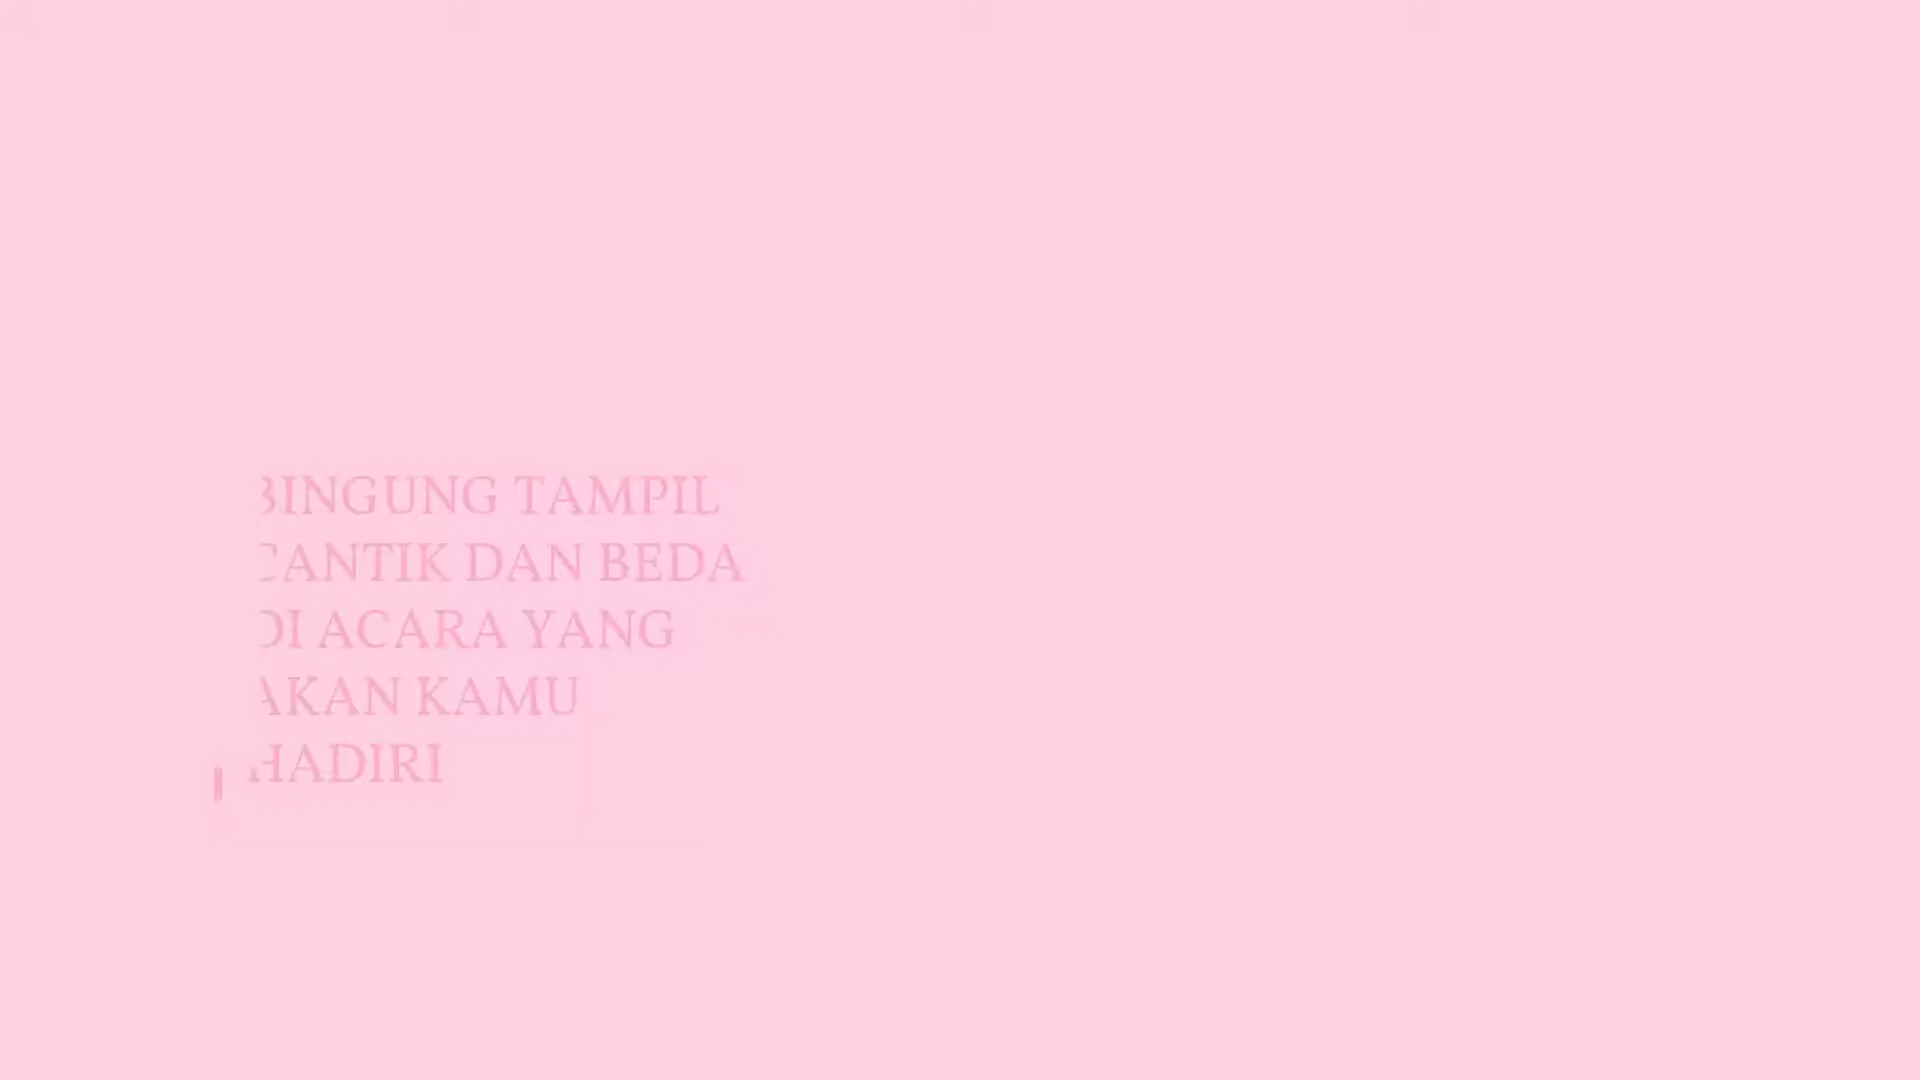 BINGUNG TAMPIL
CANTIK DAN BEDA
DI ACARA YANG
AKAN KAMU
HADIRI